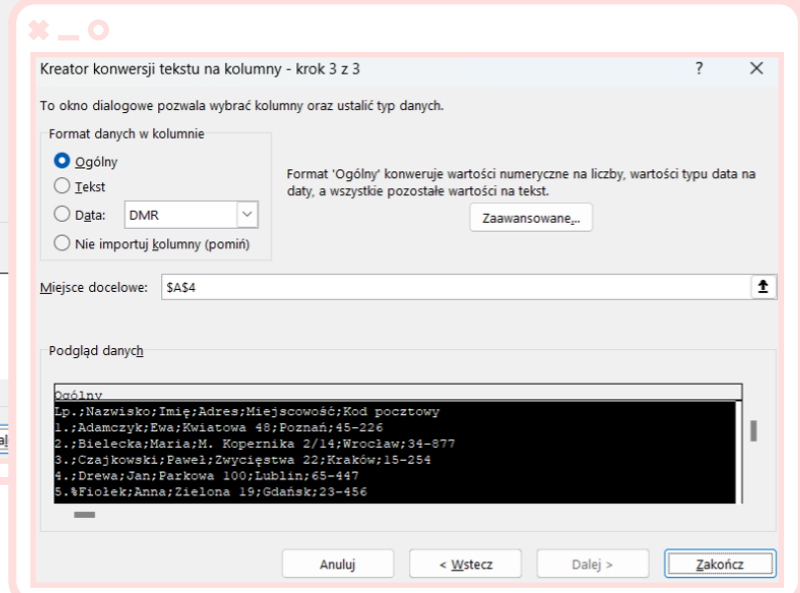 Kreator konwersji tekstu na kolumny - krok 3 z 3
To okno dialogowe pozwala wybrać kolumny oraz ustalić typ danych.
Format danych w kolumnie
Ogólny
Tekst
Data: DMR
Nie importuj kolumny (pomiń)
Format 'Ogólny' konweruje wartości numeryczne na liczby, wartości typu data na
daty, a wszystkie pozostałe wartości na tekst.
Zaawansowane...
Miejsce docelowe: $A$4
Podgląd danych
Ogólny
Lp.;Nazwisko;Imię;Adres;Miejscowość;Kod pocztowy
1.;Adamczyk;Ewa;Kwiatowa 48;Poznań;45-226
2.;Bielecka;Maria;M. Kopernika 2/14;Wrocław;34-877
3.;Czajkowski;Paweł;Zwycięstwa 22;Kraków;15-254
4.;Drewa;Jan;Parkowa 100;Lublin;65-447
5.%Fiołek;Anna;Zielona 19;Gdańsk;23-456
Anuluj < Wstecz Dalej > Zakończ